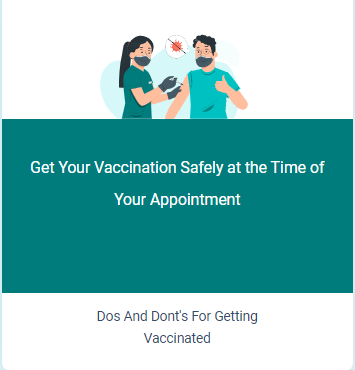 Get Your Vaccination Safely at the Time of
Your Appointment
Dos And Dont's For Getting
Vaccinated